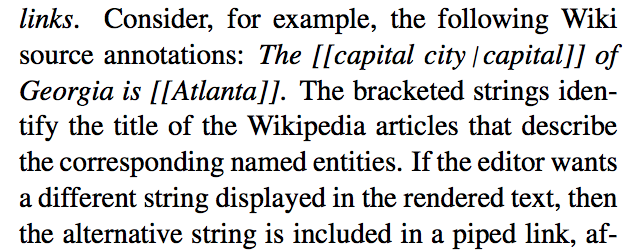 links. Consider, for example, the following Wiki
source annotations: The [[capital city|capital]] of
Georgia is [[Atlanta]]. The bracketed strings iden-
tify the title of the Wikipedia articles that describe
the corresponding named entities. If the editor wants
a different string displayed in the rendered text, then
the alternative string is included in a piped link, af-